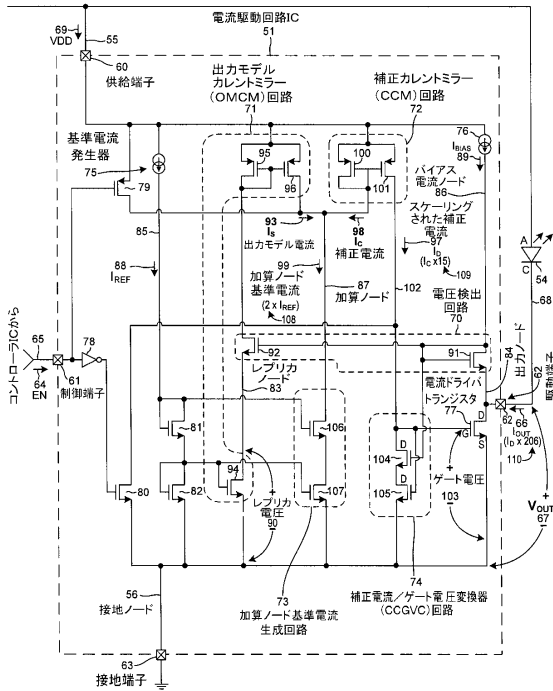 電流駆動回路IC
51
69
VDD
55
60
供給端子
出力モデル
カレントミラー
(OMCM)回路
71
補正カレントミラー
(CCM)回路
72
基準電流
発生器
75
79
95
96
100
101
76
IBIAS
89
バイアス
電流ノード
86
スケーリング
された補正
電流
97
ID
(IC x15)
109
85
93
IS
出力モデル電流
98
IC
補正電流
88
IREF
99
加算ノード
基準電流
(2 x IREF)
108
87
加算ノード
102
電圧検出
回路
70
A
C
54
68
コントローラICから
65
64
EN
61
制御端子
78
92
レプリカ
ノード
83
91
84
出力ノード
62
駆動端子
電流ドライバ
トランジスタ
77
D
G
S
62
66
IOUT
(ID x 206)
110
81
106
104
D
80
82
94
107
105
D
+
レプリカ
電圧
90
−
+
ゲート電圧
103
−
+
VOUT
67
−
56
接地ノード
73
加算ノード基準電流
生成回路
74
補正電流/ゲート電圧変換器
(CCGVC)回路
63
接地端子